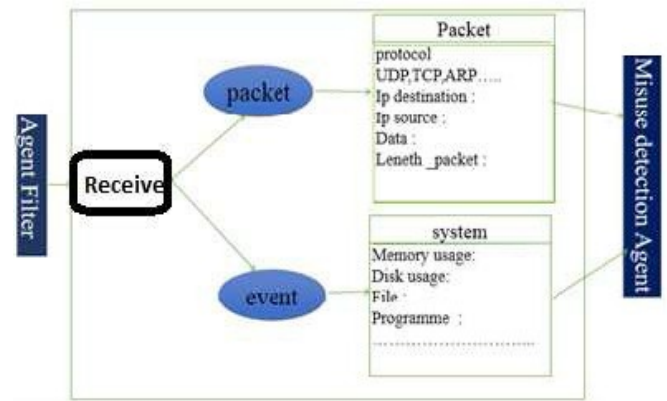 Agent Filter
Receive
packet
event
Packet
protocol
UDP,TCP,ARP…..
Ip destination :
Ip source :
Data :
Leneth _packet :
system
Memory usage:
Disk usage:
File :
Programme :
………………………..
Misuse detection Agent